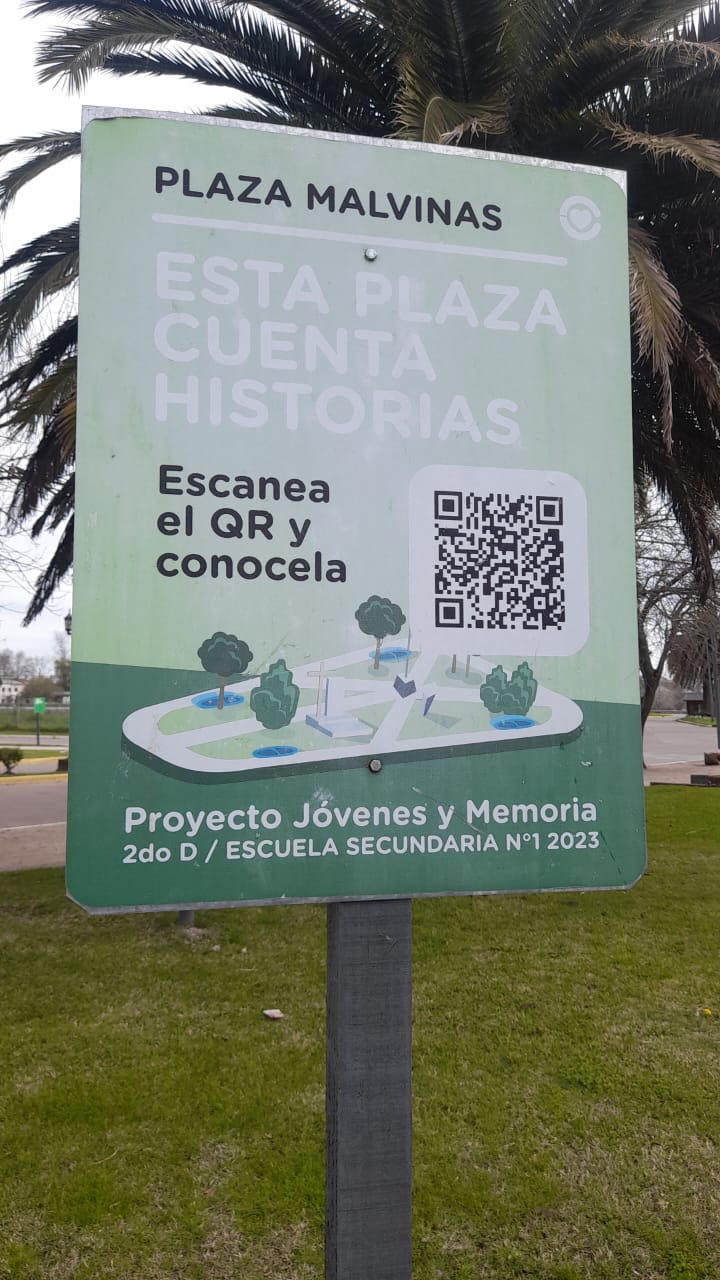 PLAZA MALVINAS
ESTA PLAZA
CUENTA
HISTORIAS
Escanea
el QR y
conocela
Proyecto Jóvenes y Memoria
2do D / ESCUELA SECUNDARIA N°1 2023